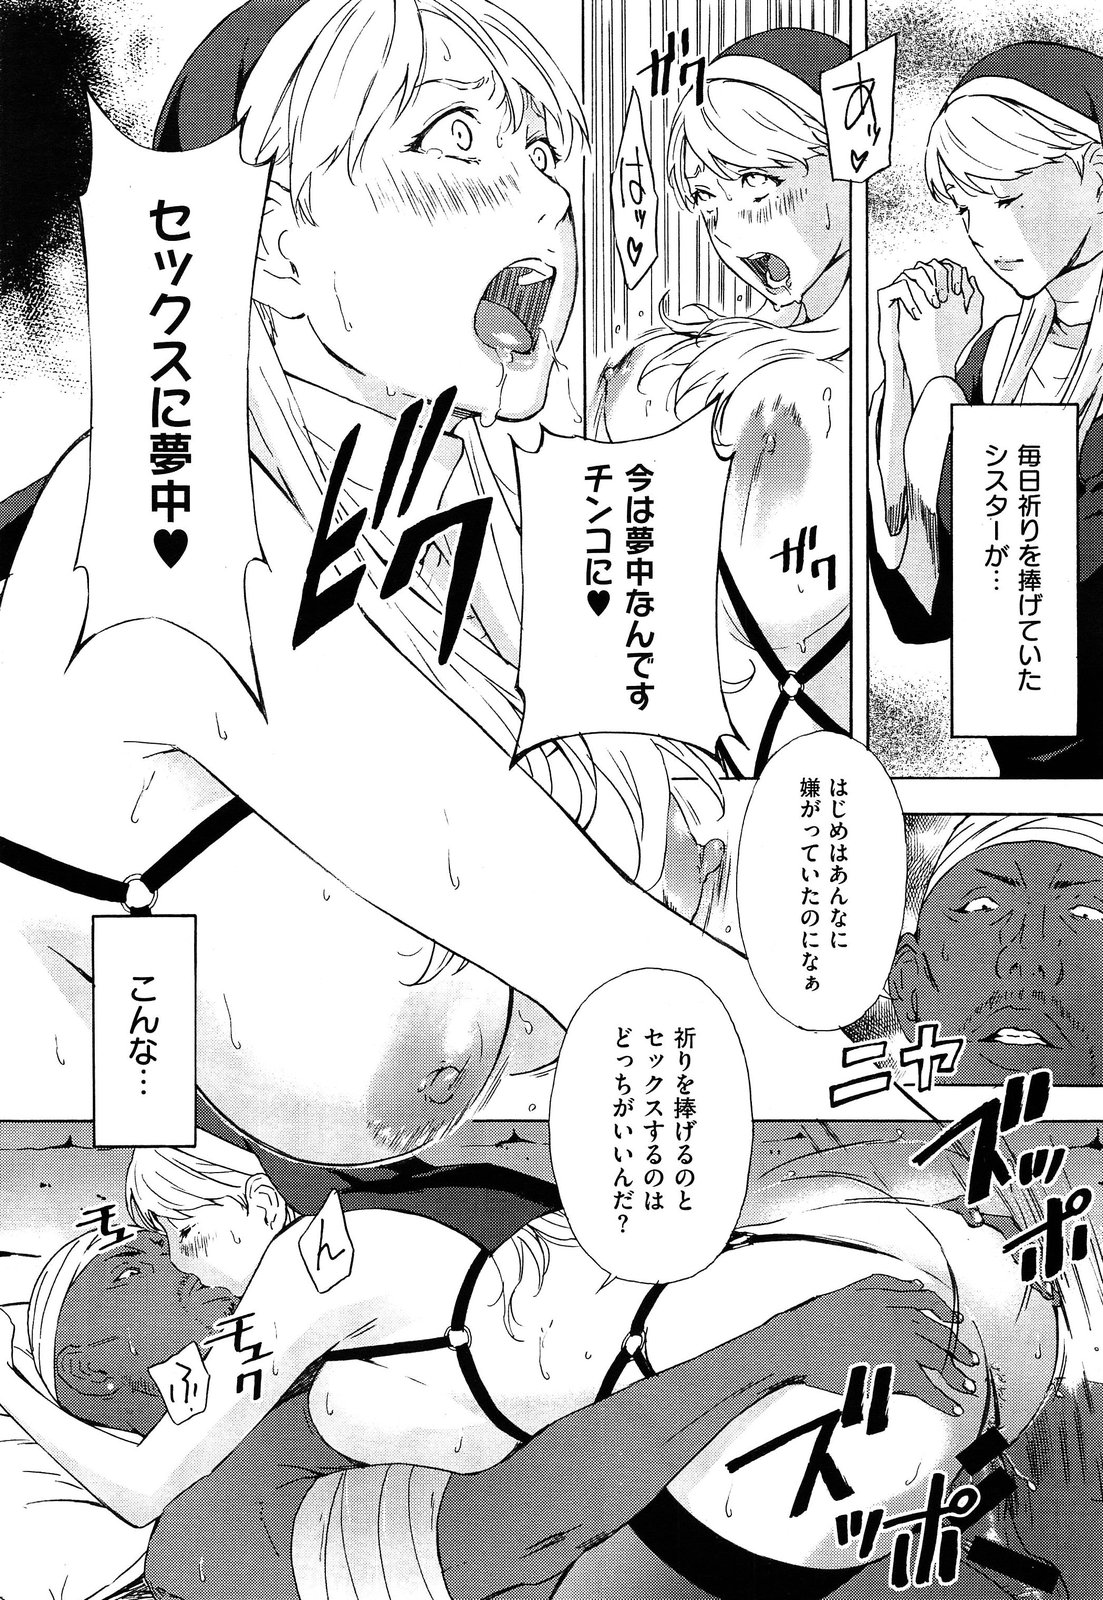 毎日祈りを捧げていた
シスターが…
あッ♥
ザク
はッ♥
ザク
今は夢中なんです
チンコに♥
ビク
セックスに夢中♥
はじめはあんなに
嫌がっていたのになぁ
ニヤ
祈りを捧げるのと
セックスするのは
どっちがいいんだ？
こんな…
ズッポ
チュ
ん
チュク
ふ
ズッポ